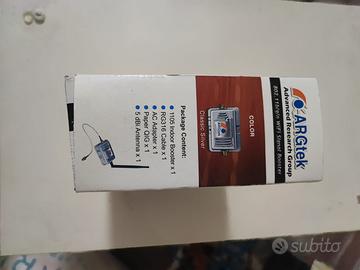 ARGtek
Advanced Research Group
802.11b/g/n WiFi Signal Booster
COLOR
Classic Silver
Package Content:
• 1105 Indoor Booster x 1
• RG316 Cable x 1
• AC Adapter x 1
• Paper QIG x 1
• 5 dBi Antenna x 1
subito